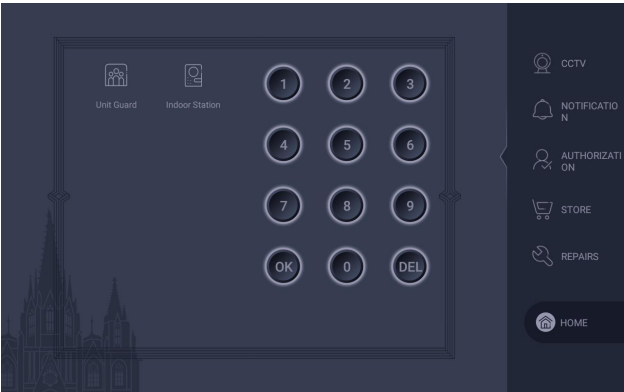 Unit Guard
Indoor Station
1 2 3
4 5 6
7 8 9
OK 0 DEL
CCTV
NOTIFICATIO
N
AUTHORIZATI
ON
STORE
REPAIRS
HOME